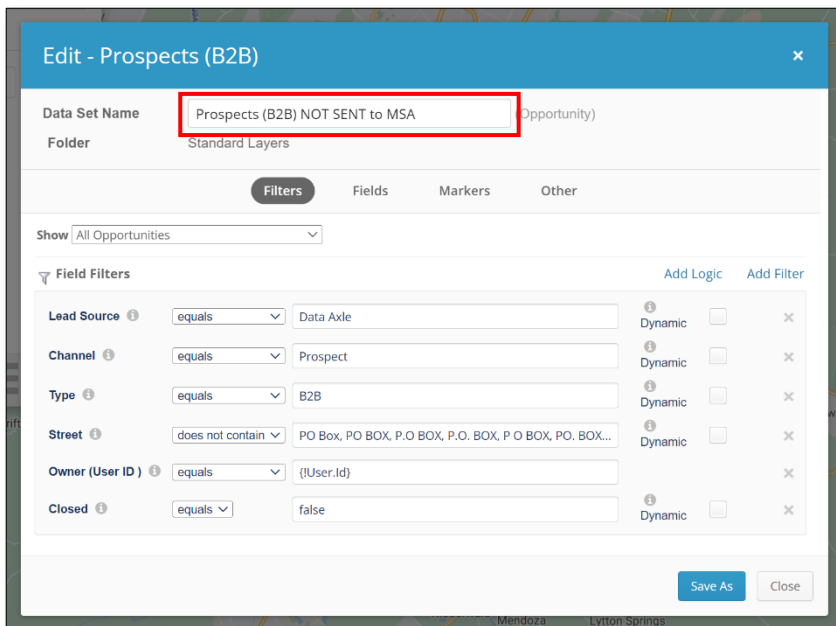 Edit - Prospects (B2B)
×
Data Set Name Prospects (B2B) NOT SENT to MSA (Opportunity)
Folder Standard Layers
Filters Fields Markers Other
Show All Opportunities
Field Filters Add Logic Add Filter
Lead Source equals Data Axle Dynamic
Channel equals Prospect Dynamic
Type equals B2B Dynamic
Street does not contain PO Box, PO BOX, P.O BOX, P.O. BOX, P O BOX, PO. BOX... Dynamic
Owner (User ID ) equals {!User.Id}
Closed equals false Dynamic
Save As Close
Mendoza Lytton Springs